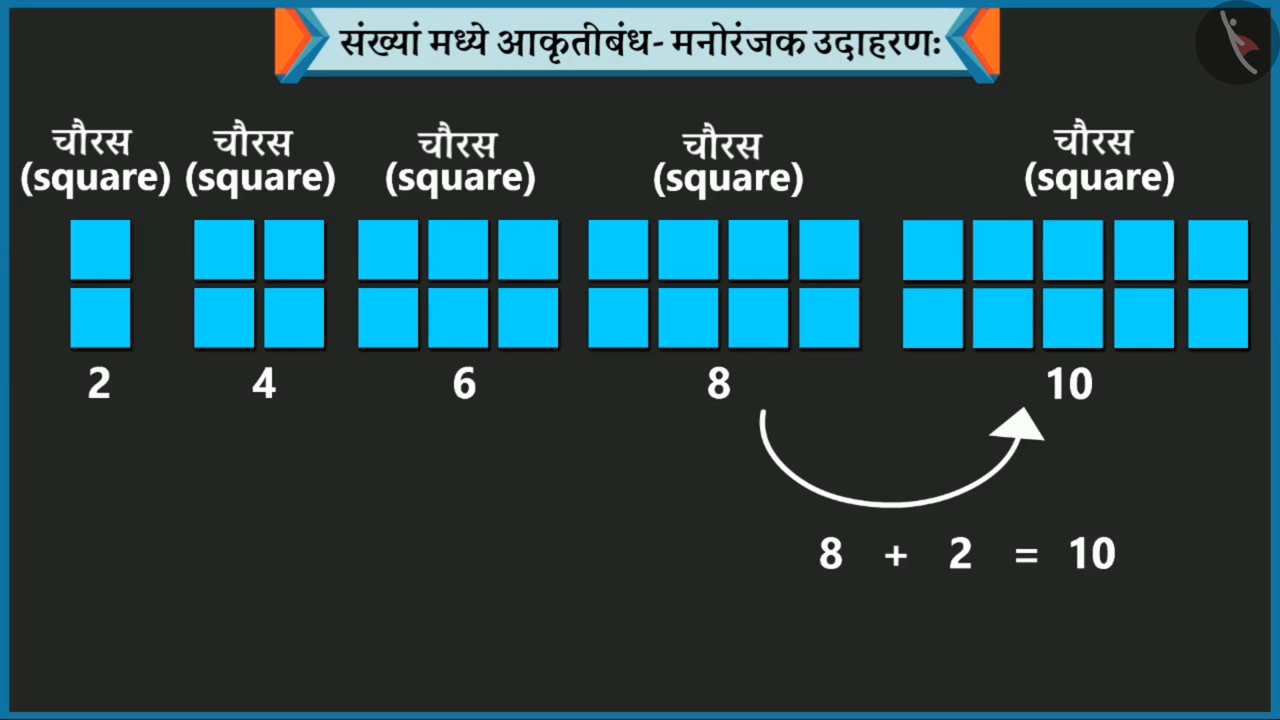 संख्यां मध्ये आकृतीबंध- मनोरंजक उदाहरणः
चौरस चौरस चौरस चौरस चौरस
(square) (square) (square) (square) (square)
2 4 6 8 10
8 + 2 = 10